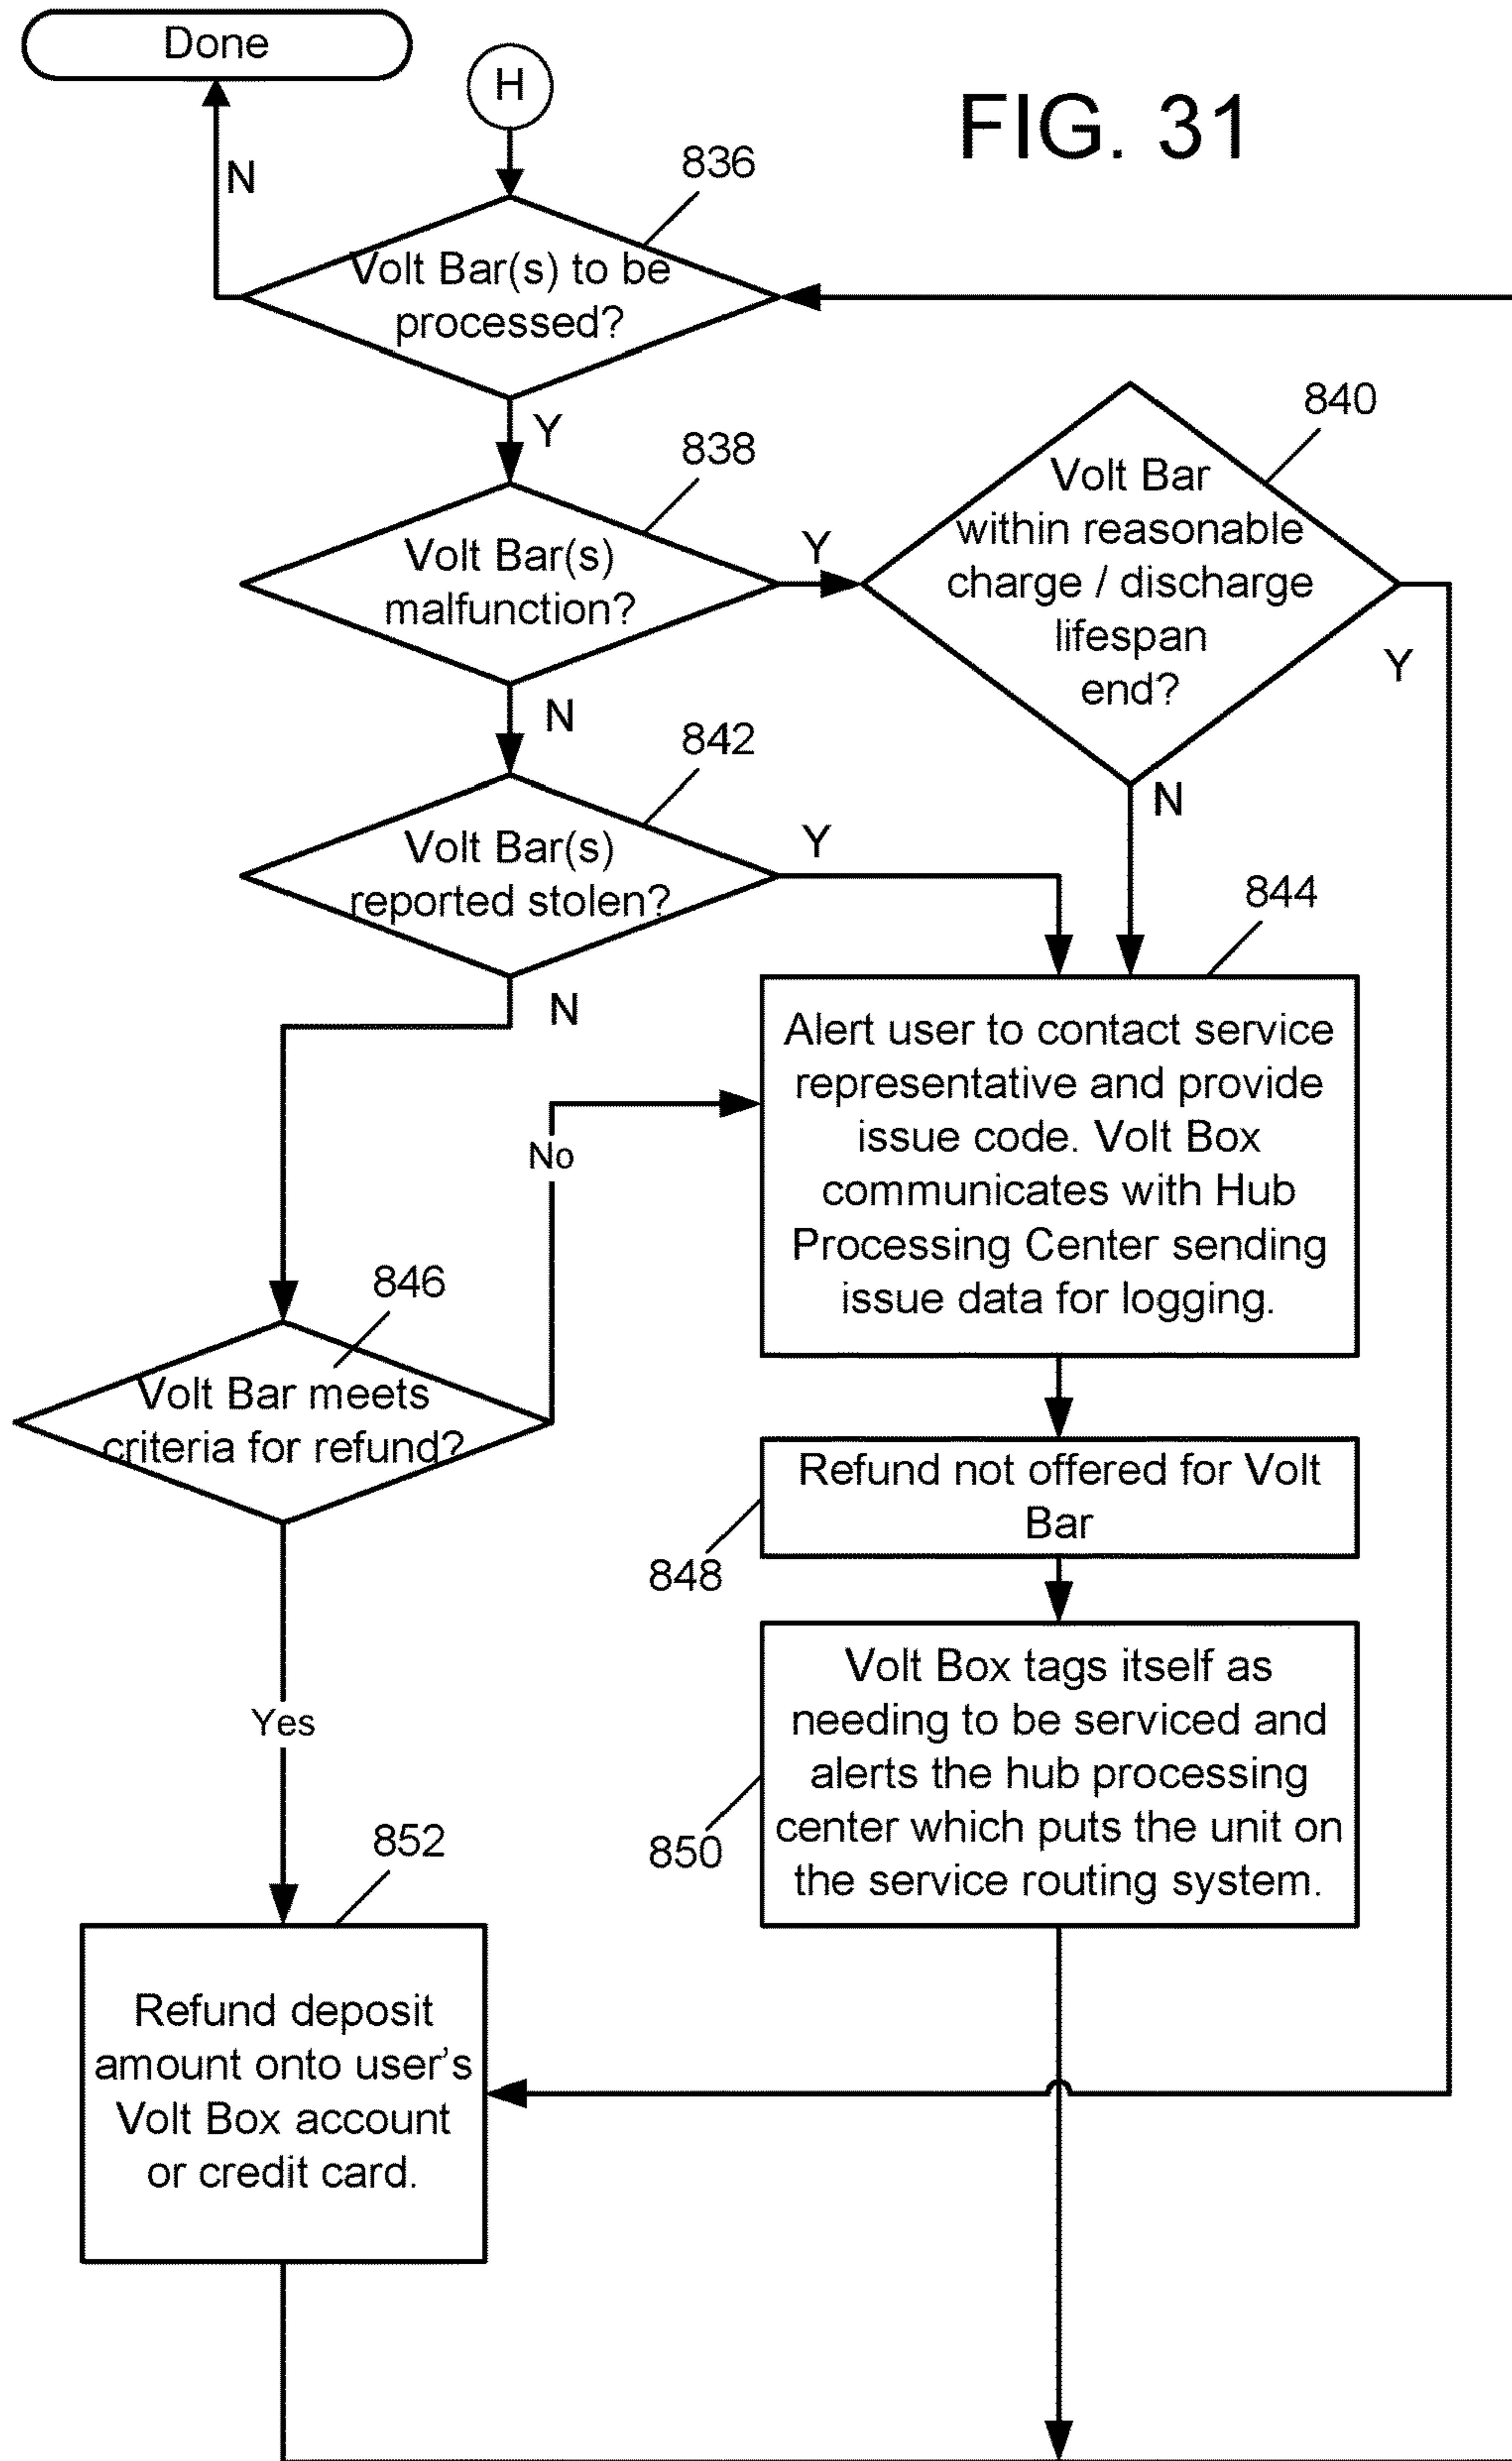 Done
H
FIG. 31
N
836
Volt Bar(s) to be
processed?
Y
838
840
Volt Bar
within reasonable
charge / discharge
lifespan
end?
Volt Bar(s)
malfunction?
Y
Y
N
N
842
Volt Bar(s)
reported stolen?
Y
844
N
Alert user to contact service
representative and provide
issue code. Volt Box
communicates with Hub
Processing Center sending
issue data for logging.
No
846
Volt Bar meets
criteria for refund?
Refund not offered for Volt
Bar
848
Yes
Volt Box tags itself as
needing to be serviced and
alerts the hub processing
center which puts the unit on
the service routing system.
850
852
Refund deposit
amount onto user's
Volt Box account
or credit card.